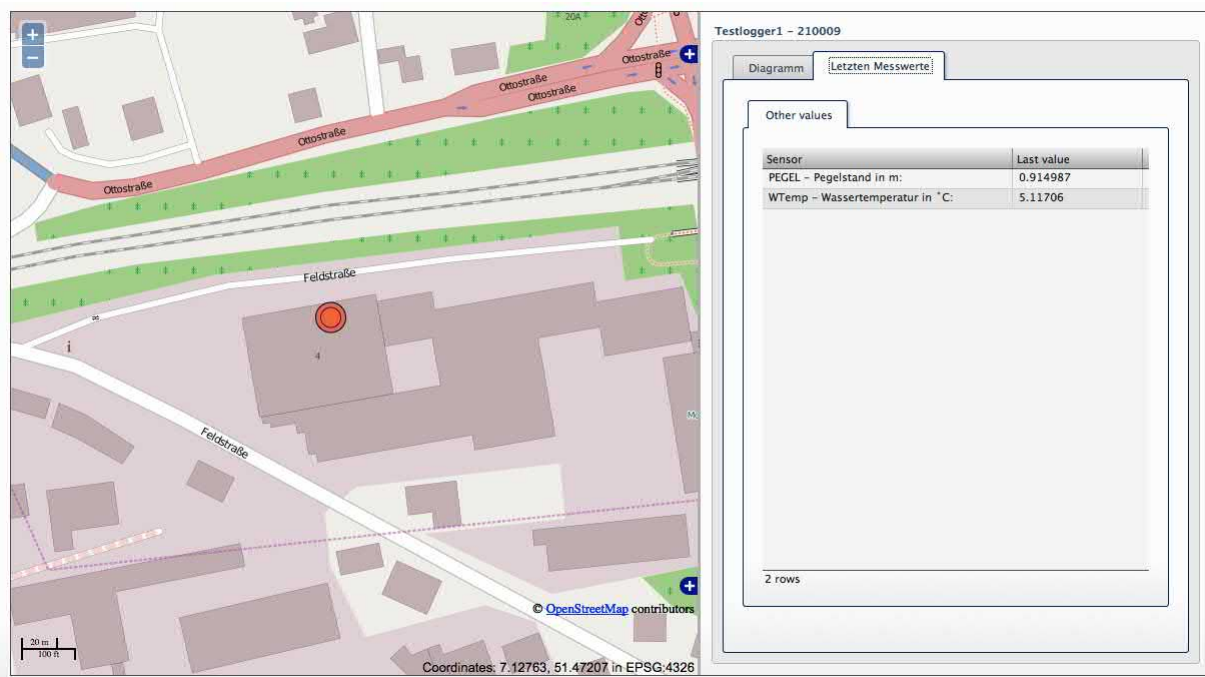 +
−
20A
Ottostraße
Ottostraße
Ottostraße
Ottostraße
Ottostraße
Feldstraße
4
i
Feldstraße
© OpenStreetMap contributors
20 m
100 ft
Coordinates: 7.12763, 51.47207 in EPSG:4326
Testlogger1 – 210009
Diagramm
Letzten Messwerte
Other values
Sensor Last value
PEGEL – Pegelstand in m: 0.914987
WTemp – Wassertemperatur in ˚C: 5.11706
2 rows